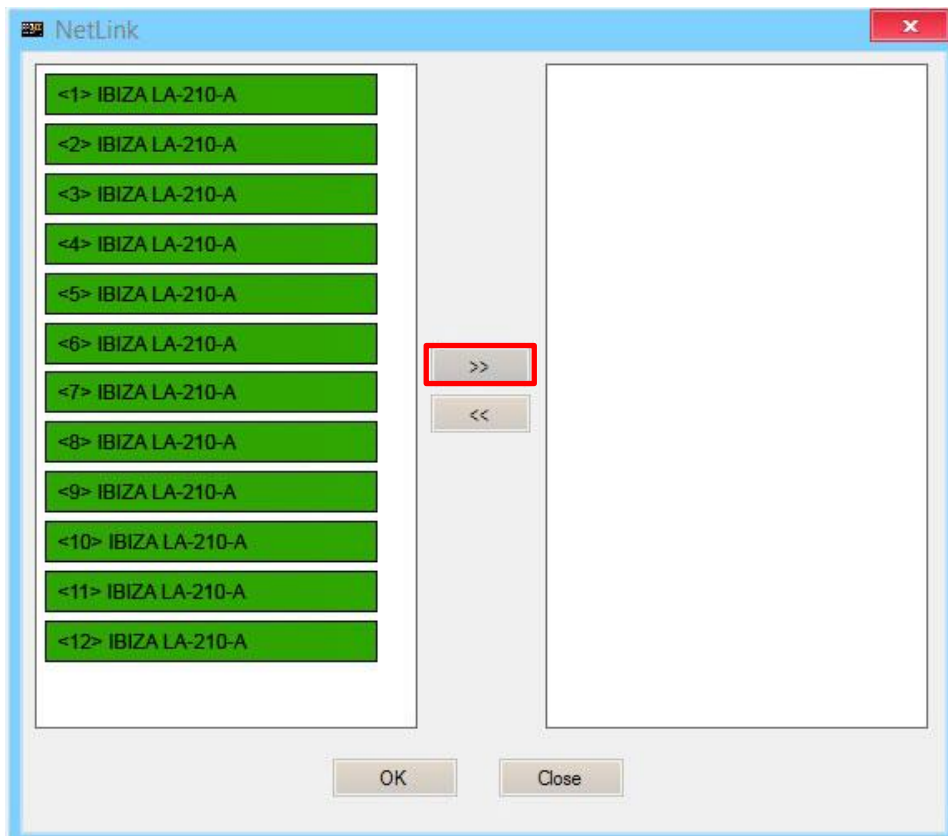 NetLink
x
<1> IBIZA LA-210-A
<2> IBIZA LA-210-A
<3> IBIZA LA-210-A
<4> IBIZA LA-210-A
<5> IBIZA LA-210-A
<6> IBIZA LA-210-A
<7> IBIZA LA-210-A
<8> IBIZA LA-210-A
<9> IBIZA LA-210-A
<10> IBIZA LA-210-A
<11> IBIZA LA-210-A
<12> IBIZA LA-210-A
>>
<<
OK
Close